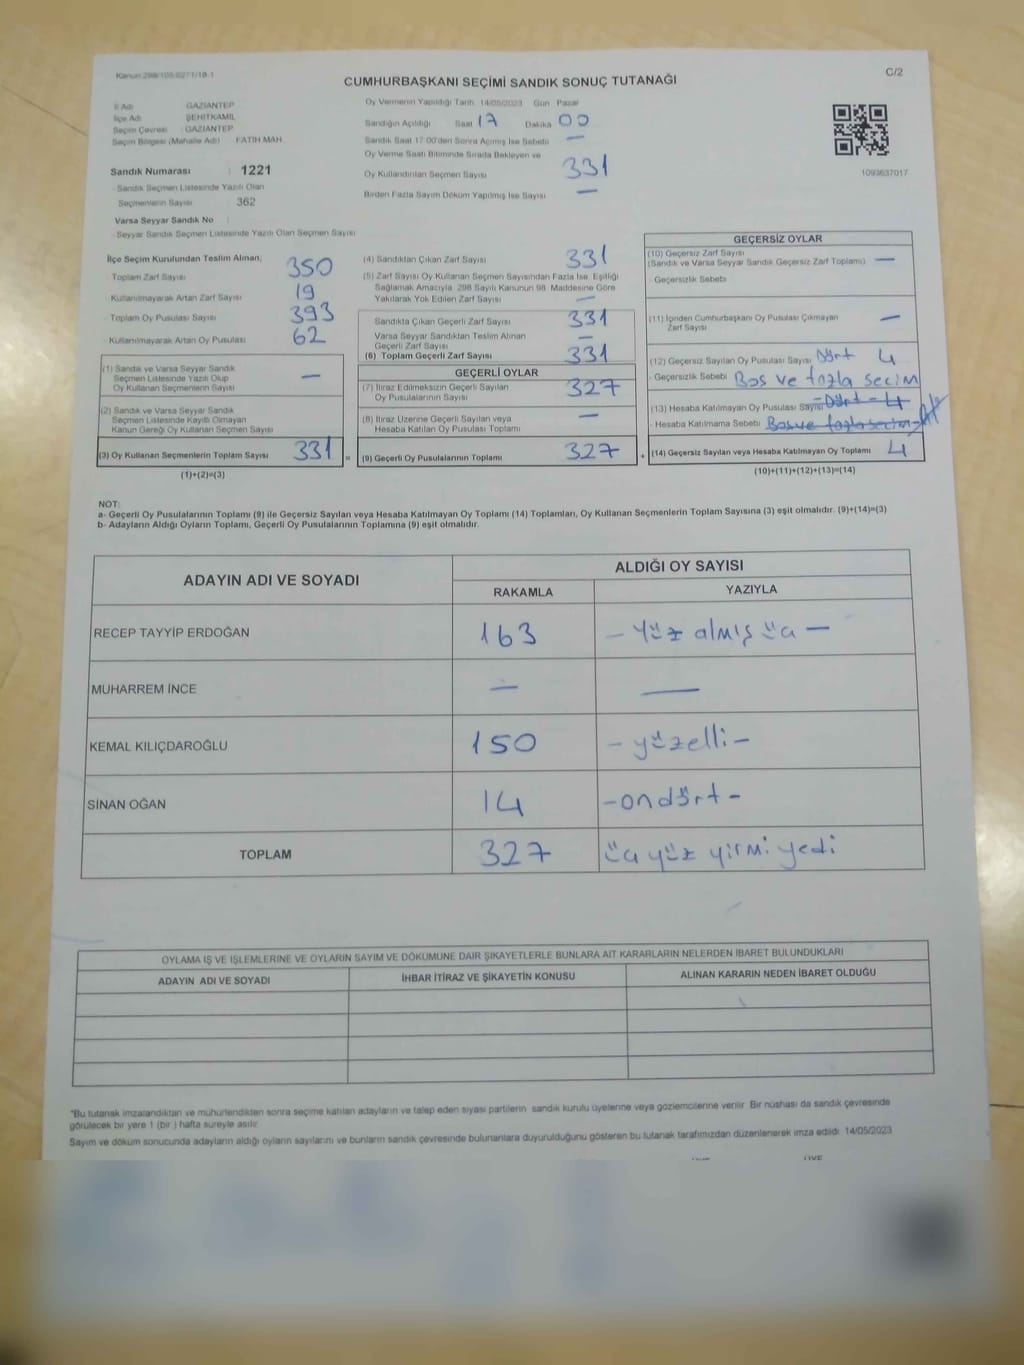 Kanun:298/105;6271/19-1
C/2
CUMHURBAŞKANI SEÇİMİ SANDIK SONUÇ TUTANAĞI
İl Adı GAZİANTEP
İlçe Adı ŞEHİTKAMİL
Seçim Çevresi : GAZİANTEP
Seçim Bölgesi (Mahalle Adı) FATİH MAH.
Sandık Numarası : 1221
Sandık Seçmen Listesinde Yazılı Olan
Seçmenlerin Sayısı 362
Varsa Seyyar Sandık No :
Seyyar Sandık Seçmen Listesinde Yazılı Olan Seçmen Sayısı
Oy Vermenin Yapıldığı Tarih 14/05/2023 Gün Pazar
Sandığın Açıldığı Saat 17 Dakika 00
Sandık Saat 17:00'den Sonra Açılmış İse Sebebi —
Oy Verme Saati Bitiminde Sırada Bekleyen ve
Oy Kullandırılan Seçmen Sayısı 331
Birden Fazla Sayım Döküm Yapılmış İse Sayısı —
1093637017
İlçe Seçim Kurulundan Teslim Alınan;
Toplam Zarf Sayısı 350
Kullanılmayarak Artan Zarf Sayısı 19
Toplam Oy Pusulası Sayısı 393
Kullanılmayarak Artan Oy Pusulası 62
(1) Sandık ve Varsa Seyyar Sandık
Seçmen Listesinde Yazılı Olup
Oy Kullanan Seçmenlerin Sayısı —
(2) Sandık ve Varsa Seyyar Sandık
Seçmen Listesinde Kayıtlı Olmayan
Kanun Gereği Oy Kullanan Seçmen Sayısı
(3) Oy Kullanan Seçmenlerin Toplam Sayısı 331 =
(1)+(2)=(3)
(4) Sandıktan Çıkan Zarf Sayısı 331
(5) Zarf Sayısı Oy Kullanan Seçmen Sayısından Fazla İse, Eşitliği
Sağlamak Amacıyla 298 Sayılı Kanunun 98. Maddesine Göre
Yakılarak Yok Edilen Zarf Sayısı —
Sandıkta Çıkan Geçerli Zarf Sayısı 331
Varsa Seyyar Sandıktan Teslim Alınan
Geçerli Zarf Sayısı —
(6) Toplam Geçerli Zarf Sayısı 331
GEÇERLİ OYLAR
(7) İtiraz Edilmeksizin Geçerli Sayılan
Oy Pusulalarının Sayısı 327
(8) İtiraz Üzerine Geçerli Sayılan veya
Hesaba Katılan Oy Pusulası Toplamı —
(9) Geçerli Oy Pusulalarının Toplamı 327 +
GEÇERSİZ OYLAR
(10) Geçersiz Zarf Sayısı
(Sandık ve Varsa Seyyar Sandık Geçersiz Zarf Toplamı) —
Geçersizlik Sebebi
(11) İçinden Cumhurbaşkanı Oy Pusulası Çıkmayan
Zarf Sayısı —
(12) Geçersiz Sayılan Oy Pusulası Sayısı Dört 4
Geçersizlik Sebebi Boş ve fazla seçim
(13) Hesaba Katılmayan Oy Pusulası Sayısı -Dört-4
Hesaba Katılmama Sebebi Boş ve fazla seçim
(14) Geçersiz Sayılan veya Hesaba Katılmayan Oy Toplamı 4
(10)+(11)+(12)+(13)=(14)
NOT:
a- Geçerli Oy Pusulalarının Toplamı (9) ile Geçersiz Sayılan veya Hesaba Katılmayan Oy Toplamı (14) Toplamları, Oy Kullanan Seçmenlerin Toplam Sayısına (3) eşit olmalıdır. (9)+(14)=(3)
b- Adayların Aldığı Oyların Toplamı, Geçerli Oy Pusulalarının Toplamına (9) eşit olmalıdır.
ADAYIN ADI VE SOYADI ALDIĞI OY SAYISI
RAKAMLA YAZIYLA
RECEP TAYYİP ERDOĞAN 163 - Yüz almış üç -
MUHARREM İNCE — —
KEMAL KILIÇDAROĞLU 150 - yüzelli -
SİNAN OĞAN 14 -ondört-
TOPLAM 327 üç yüz yirmi yedi
OYLAMA İŞ VE İŞLEMLERİNE VE OYLARIN SAYIM VE DÖKÜMÜNE DAİR ŞİKAYETLERLE BUNLARA AİT KARARLARIN NELERDEN İBARET BULUNDUKLARI
ADAYIN ADI VE SOYADI İHBAR İTİRAZ VE ŞİKAYETİN KONUSU ALINAN KARARIN NEDEN İBARET OLDUĞU
*Bu tutanak imzalandıktan ve mühürlendikten sonra seçime katılan adayların ve talep eden siyasi partilerin sandık kurulu üyelerine veya gözlemcilerine verilir. Bir nüshası da sandık çevresinde
görülecek bir yere 1 (bir) hafta süreyle asılır.
Sayım ve döküm sonucunda adayların aldığı oyların sayılarını ve bunların sandık çevresinde bulunanlara duyurulduğunu gösteren bu tutanak tarafımızdan düzenlenerek imza edildi. 14/05/2023